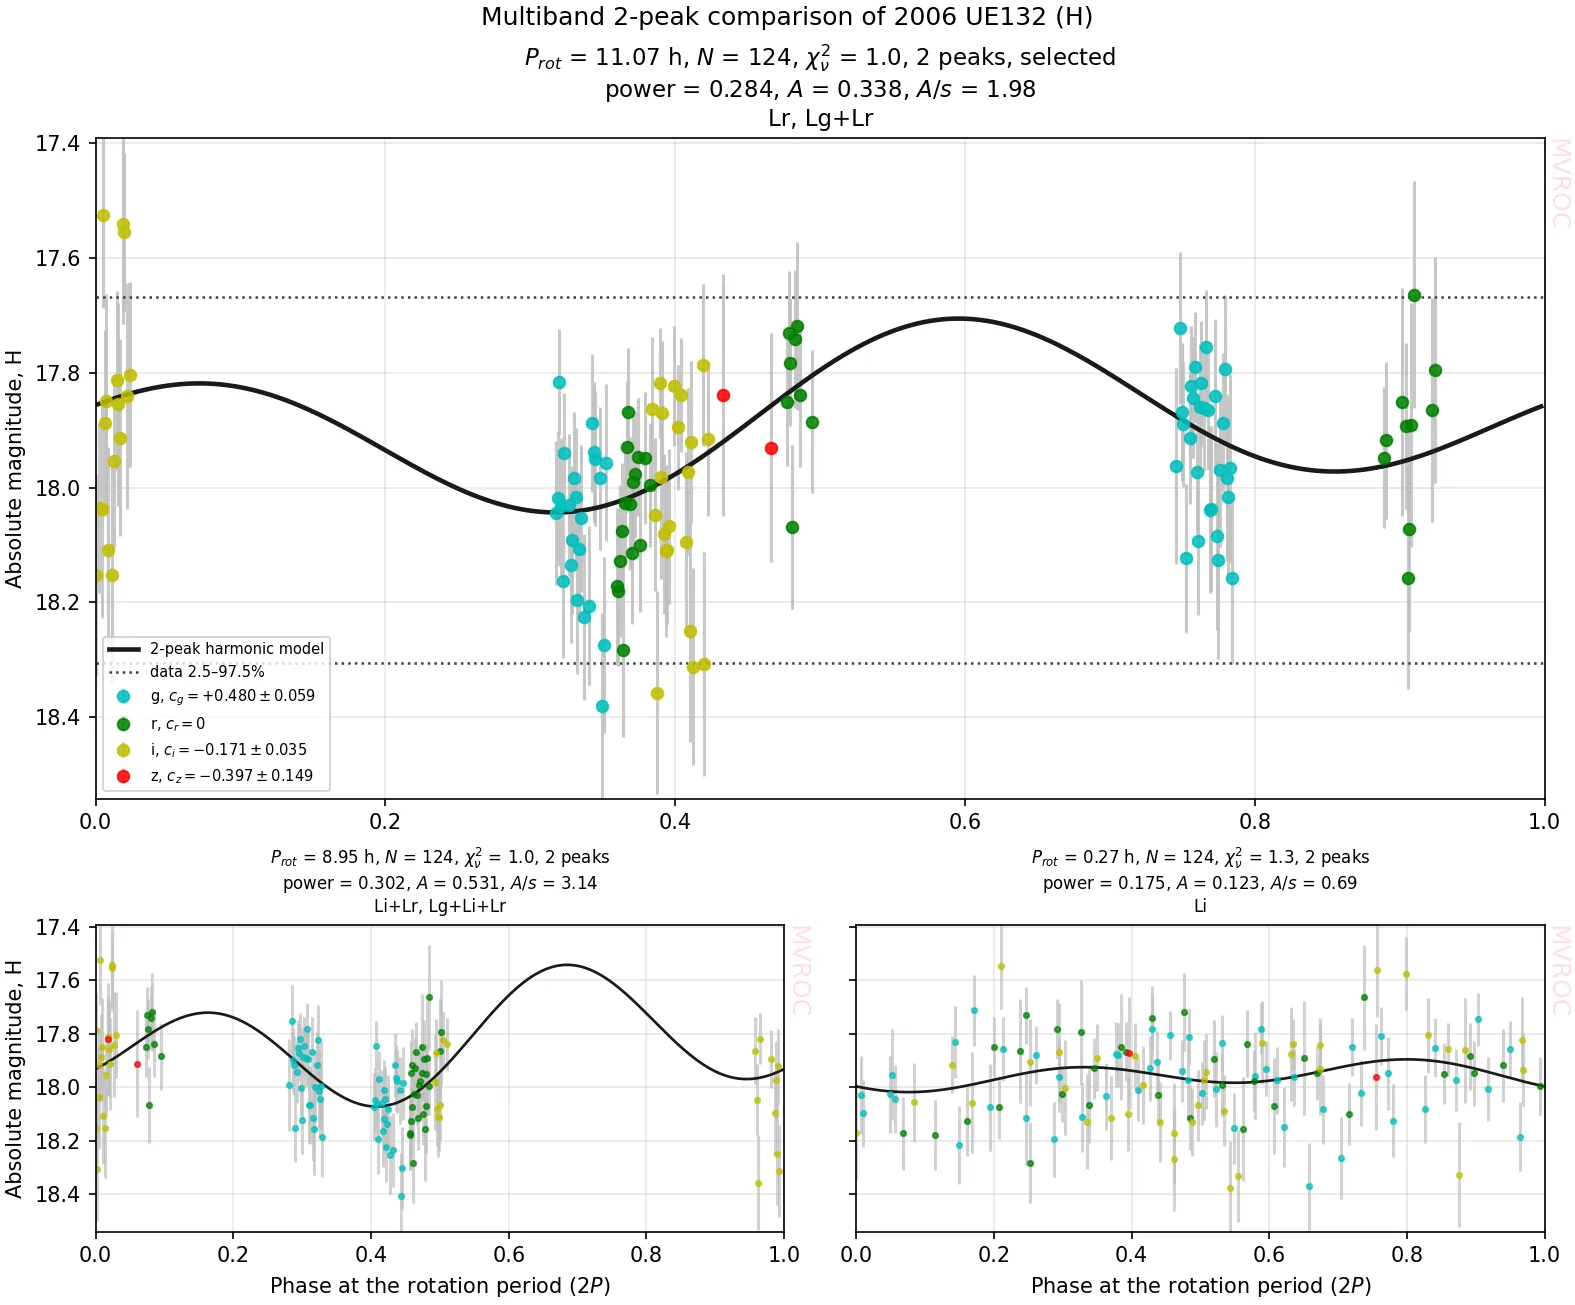 Multiband 2-peak comparison of 2006 UE132 (H)
P_rot = 11.07 h, N = 124, χ²_ν = 1.0, 2 peaks, selected
power = 0.284, A = 0.338, A/s = 1.98
Lr, Lg+Lr
17.4
17.6
17.8
18.0
18.2
18.4
Absolute magnitude, H
MVROC
2-peak harmonic model
data 2.5–97.5%
g, c_g = +0.480 ± 0.059
r, c_r = 0
i, c_i = −0.171 ± 0.035
z, c_z = −0.397 ± 0.149
0.0 0.2 0.4 0.6 0.8 1.0
P_rot = 8.95 h, N = 124, χ²_ν = 1.0, 2 peaks
power = 0.302, A = 0.531, A/s = 3.14
Li+Lr, Lg+Li+Lr
17.4
17.6
17.8
18.0
18.2
18.4
Absolute magnitude, H
MVROC
0.0 0.2 0.4 0.6 0.8 1.0
Phase at the rotation period (2P)
P_rot = 0.27 h, N = 124, χ²_ν = 1.3, 2 peaks
power = 0.175, A = 0.123, A/s = 0.69
Li
MVROC
0.0 0.2 0.4 0.6 0.8 1.0
Phase at the rotation period (2P)